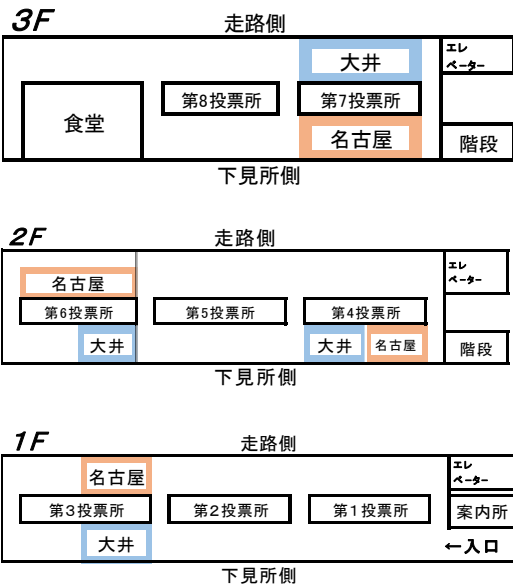 3F
走路側
大井
エレ
ベーター
第8投票所
第7投票所
食堂
名古屋
階段
下見所側
2F
走路側
エレ
ベーター
名古屋
第6投票所
第5投票所
第4投票所
大井
大井
名古屋
階段
下見所側
1F
走路側
エレ
ベーター
名古屋
第3投票所
第2投票所
第1投票所
案内所
大井
←入口
下見所側